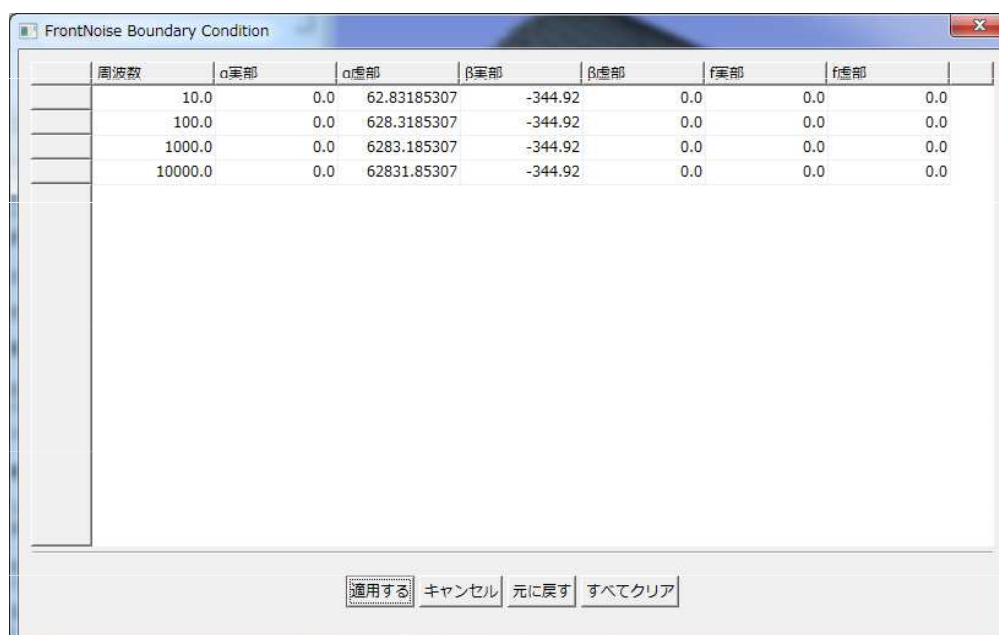 FrontNoise Boundary Condition
周波数 α実部 α虚部 β実部 β虚部 f実部 f虚部
10.0 0.0 62.83185307 -344.92 0.0 0.0 0.0
100.0 0.0 628.3185307 -344.92 0.0 0.0 0.0
1000.0 0.0 6283.185307 -344.92 0.0 0.0 0.0
10000.0 0.0 62831.85307 -344.92 0.0 0.0 0.0
適用する キャンセル 元に戻す すべてクリア